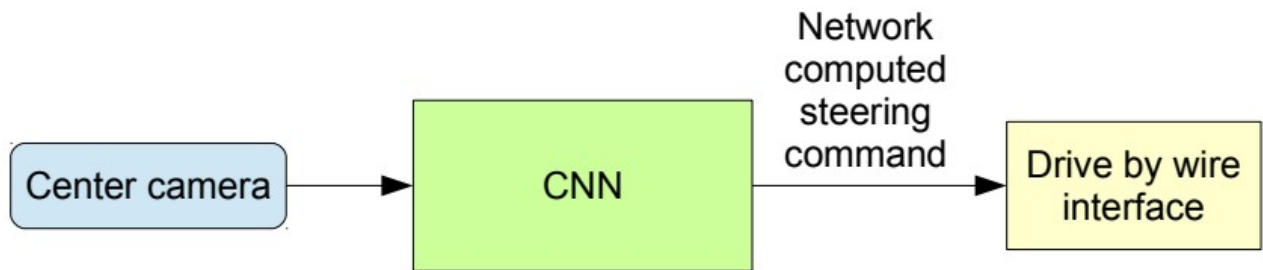 Center camera
CNN
Network
computed
steering
command
Drive by wire
interface